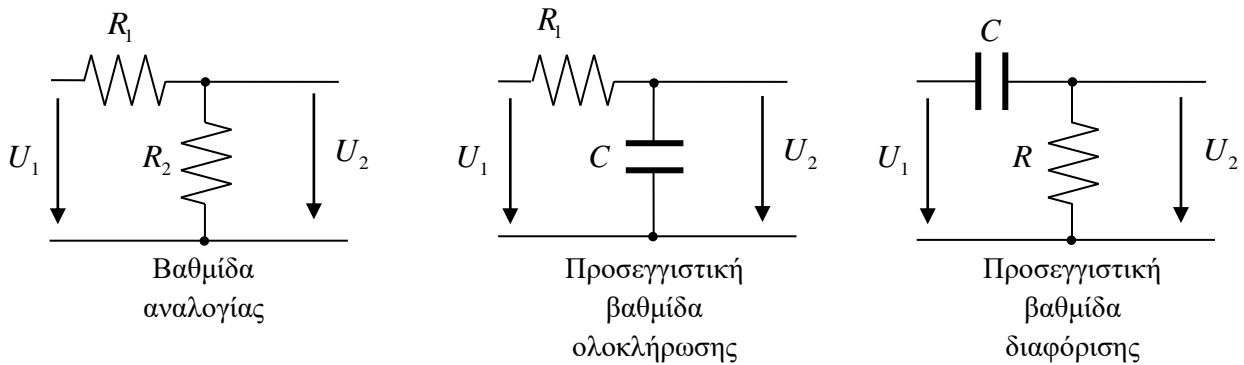 R₁
U₁
R₂
U₂
Βαθμίδα
αναλογίας
R₁
U₁
C
U₂
Προσεγγιστική
βαθμίδα
ολοκλήρωσης
C
U₁
R
U₂
Προσεγγιστική
βαθμίδα
διαφόρισης